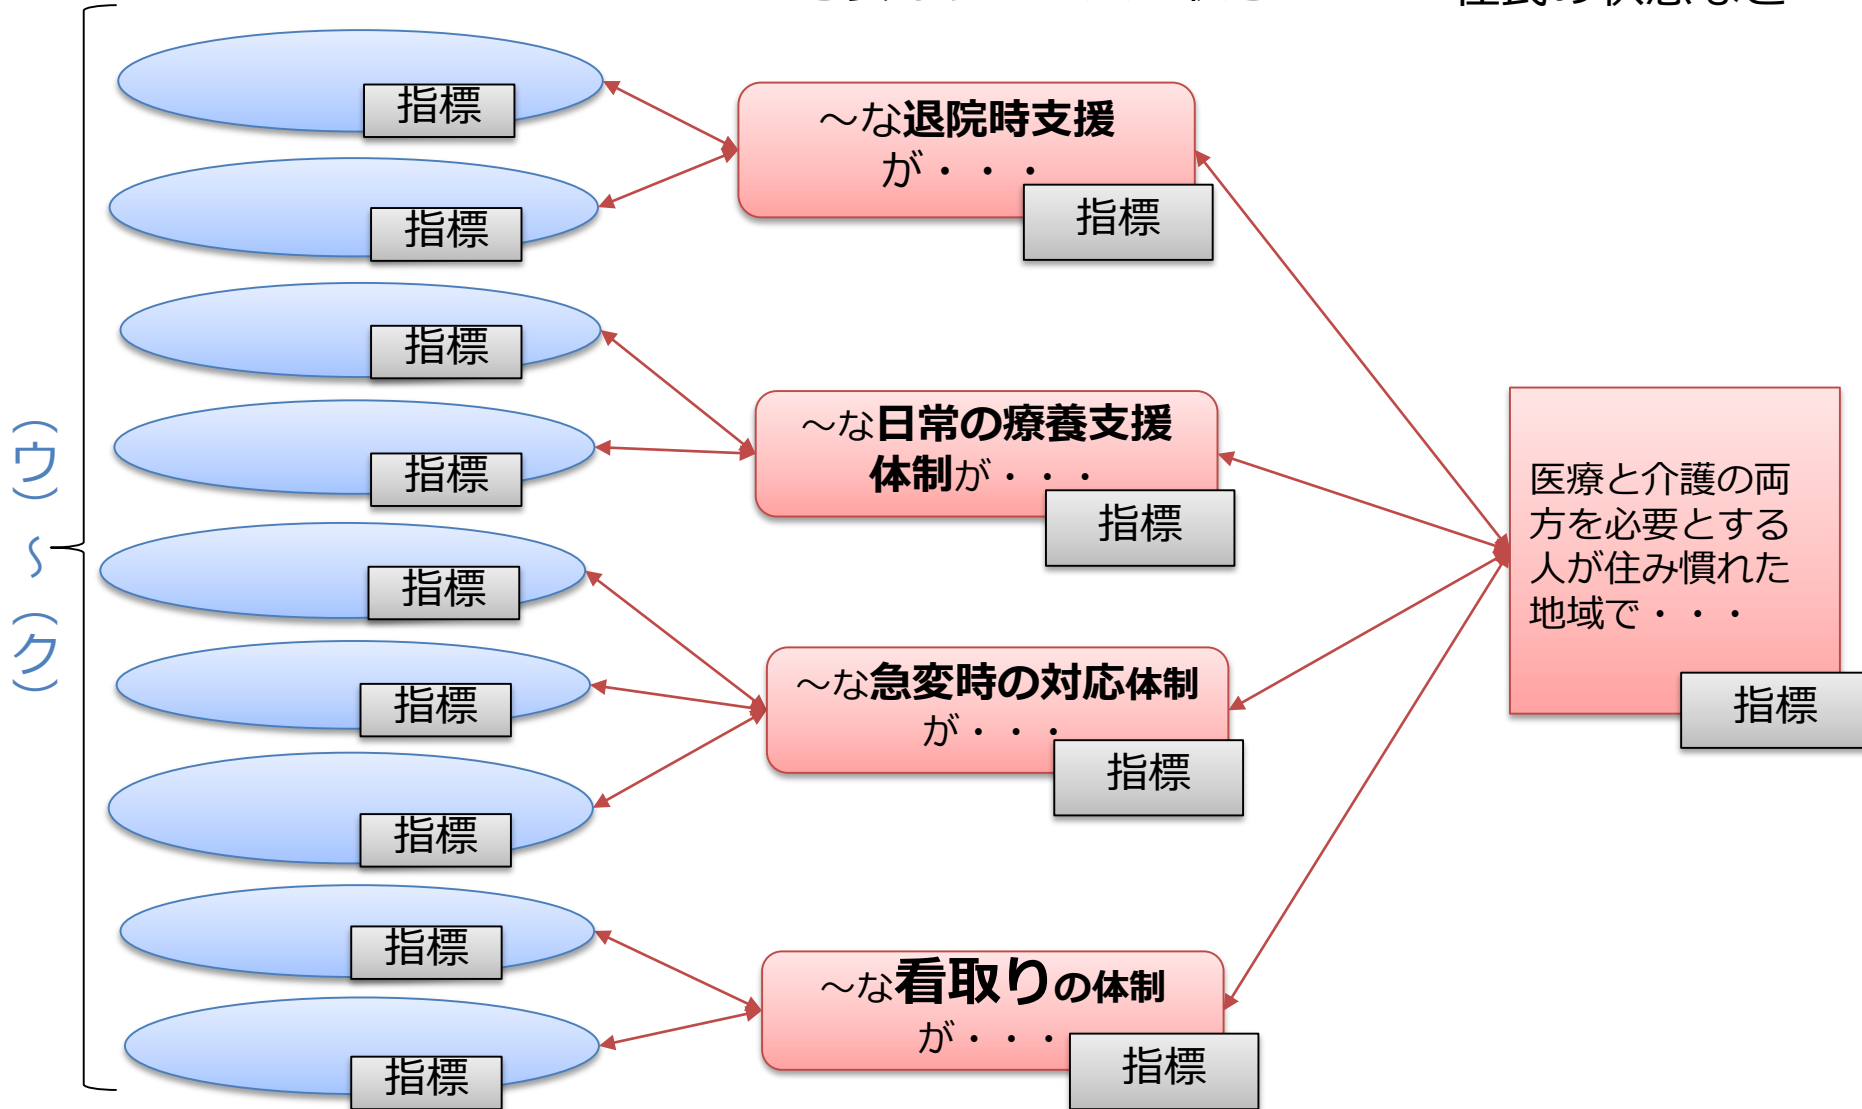 (ウ)~(ク)
指標
指標
指標
指標
指標
指標
指標
指標
指標
~な退院時支援
が・・・
指標
~な日常の療養支援
体制が・・・
指標
~な急変時の対応体制
が・・・
指標
~な看取りの体制
が・・・
指標
医療と介護の両
方を必要とする
人が住み慣れた
地域で・・・
指標